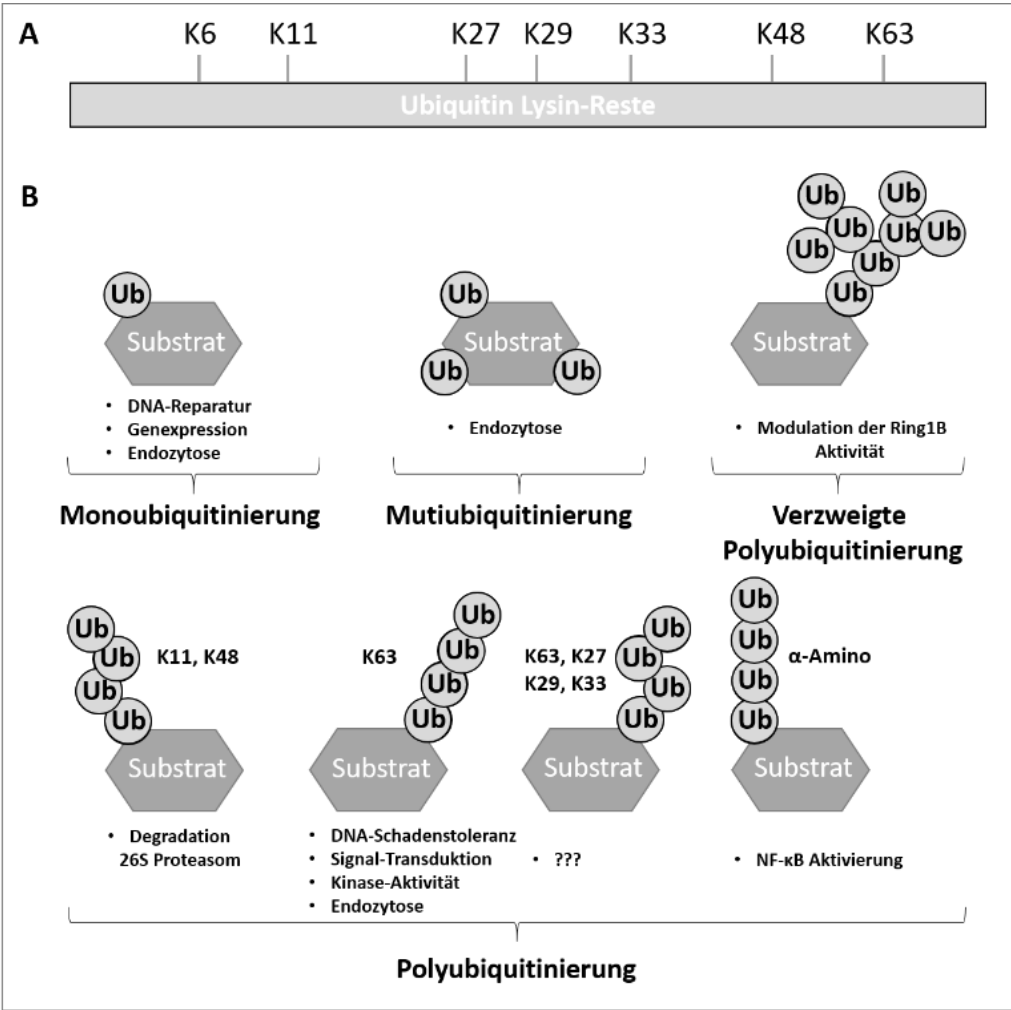 A
K6 K11 K27 K29 K33 K48 K63
Ubiquitin Lysin-Reste
B
Ub
Substrat
• DNA-Reparatur
• Genexpression
• Endozytose
Monoubiquitinierung
Ub
Substrat
Ub Ub
• Endozytose
Mutiubiquitinierung
Ub Ub
Ub Ub Ub
Ub Ub
Ub
Substrat
• Modulation der Ring1B
Aktivität
Verzweigte
Polyubiquitinierung
Ub
Ub
Ub
Ub
K11, K48
Substrat
• Degradation
26S Proteasom
Ub
Ub
Ub
Ub
K63
Substrat
• DNA-Schadenstoleranz
• Signal-Transduktion
• Kinase-Aktivität
• Endozytose
K63, K27
K29, K33
Ub
Ub
Ub
Ub
Substrat
• ???
Ub
Ub
Ub
Ub
α-Amino
Substrat
• NF-κB Aktivierung
Polyubiquitinierung